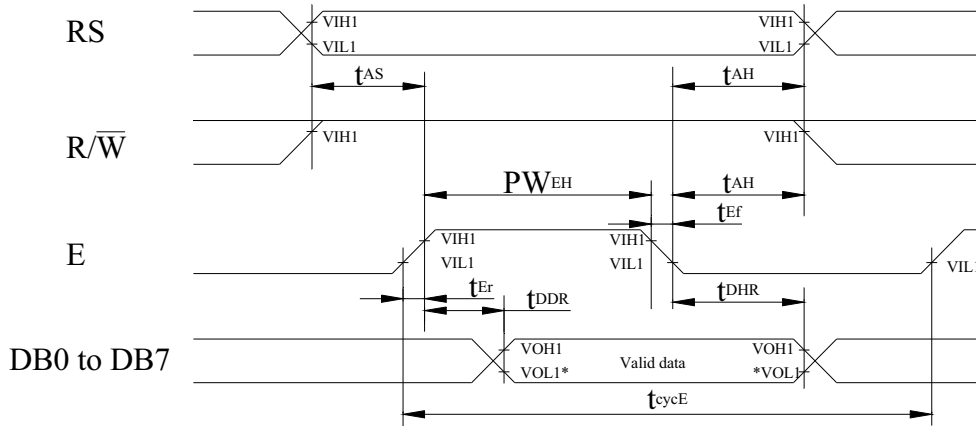 RS
VIH1
VIL1
VIH1
VIL1
tAS
tAH
R/W̅
VIH1
VIH1
PWEH
tAH
tEf
E
VIH1
VIL1
VIH1
VIL1
VIL1
tEr
tDDR
tDHR
DB0 to DB7
VOH1
VOL1*
Valid data
VOH1
*VOL1
tcycE